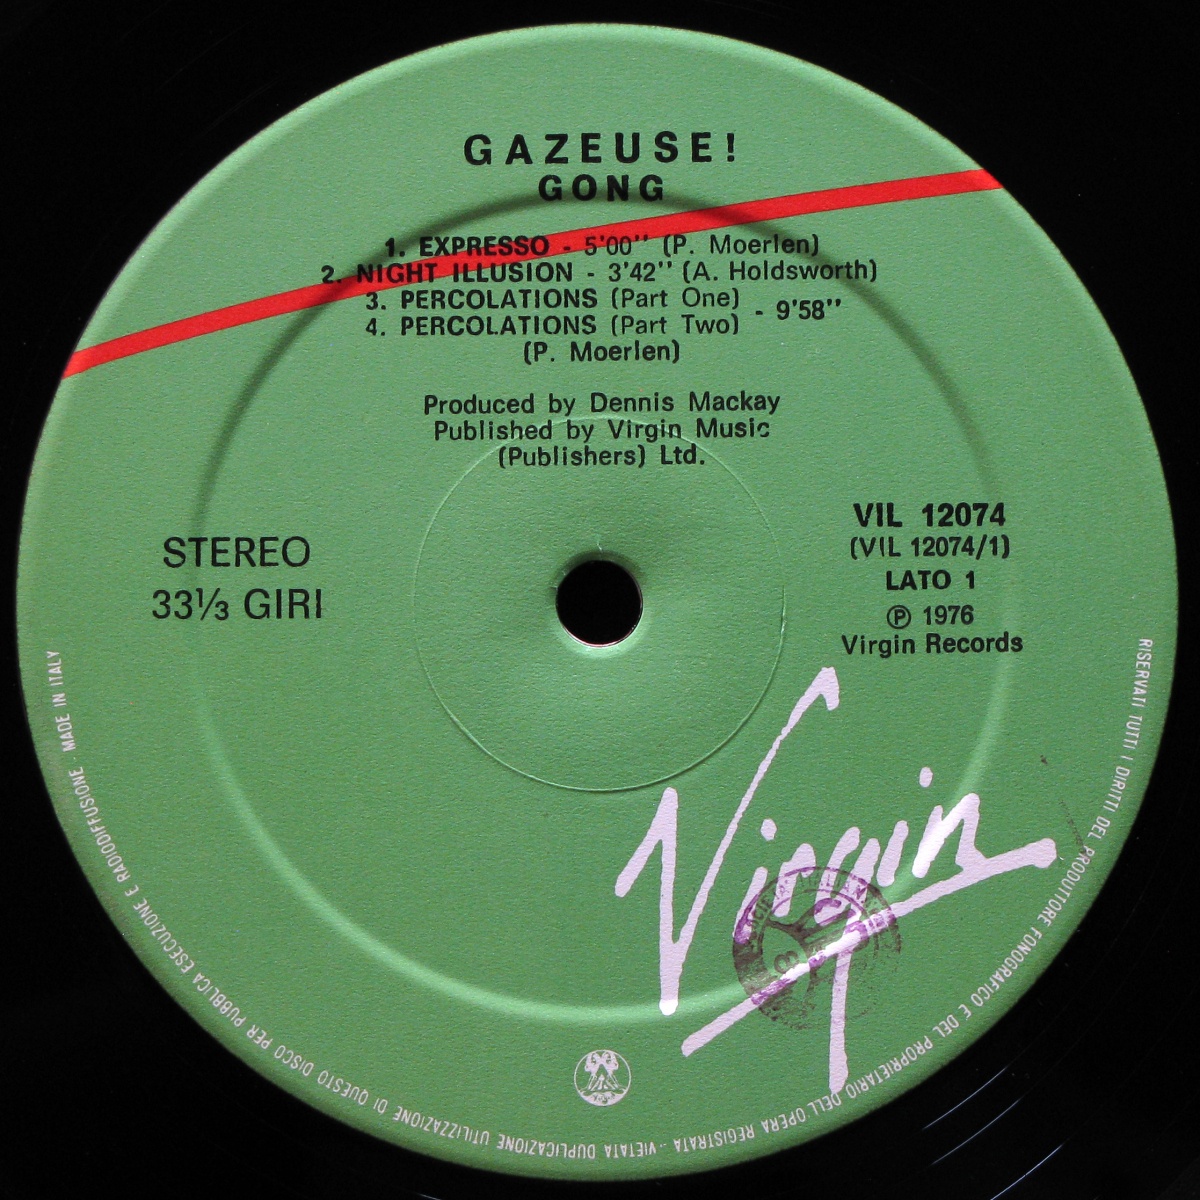 GAZEUSE!
GONG
1. EXPRESSO - 5'00" (P. Moerlen)
2. NIGHT ILLUSION - 3'42" (A. Holdsworth)
3. PERCOLATIONS (Part One)
4. PERCOLATIONS (Part Two) - 9'58"
(P. Moerlen)
Produced by Dennis Mackay
Published by Virgin Music
(Publishers) Ltd.
STEREO
33⅓ GIRI
VIL 12074
(VIL 12074/1)
LATO 1
Ⓟ 1976
Virgin Records
Virgin
RISERVATI TUTTI I DIRITTI DEL PRODUTTORE FONOGRAFICO E DEL PROPRIETARIO DELL'OPERA REGISTRATA .. VIETATA DUPLICAZIONE UTILIZZAZIONE DI QUESTO DISCO PER PUBBLICA ESECUZIONE E RADIODIFFUSIONE MADE IN ITALY